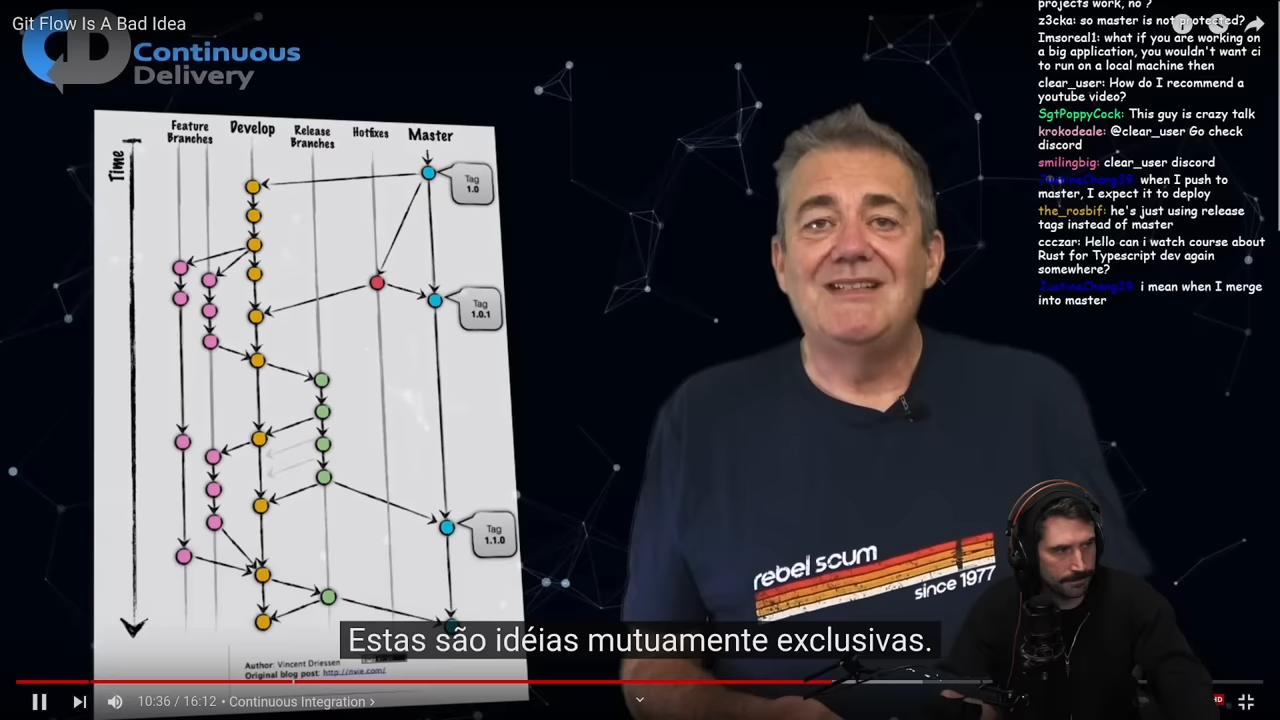 Git Flow Is A Bad Idea
Continuous
Delivery
Time
Feature
Branches
Develop
Release
Branches
Hotfixes
Master
Tag
1.0
Tag
1.0.1
Tag
1.1.0
Author: Vincent Driessen
Original blog post: http://nvie.com/
rebel scum
since 1977
Estas são idéias mutuamente exclusivas.
10:36 / 16:12 • Continuous Integration >
HD
projects work, no ?
z3cka: so master is not protected?
Imsoreal1: what if you are working on
a big application, you wouldn't want ci
to run on a local machine then
clear_user: How do I recommend a
youtube video?
SgtPoppyCock: This guy is crazy talk
krokodeale: @clear_user Go check
discord
smilingbig: clear_user discord
when I push to
master, I expect it to deploy
the_rosbif: he's just using release
tags instead of master
ccczar: Hello can i watch course about
Rust for Typescript dev again
somewhere?
i mean when I merge
into master